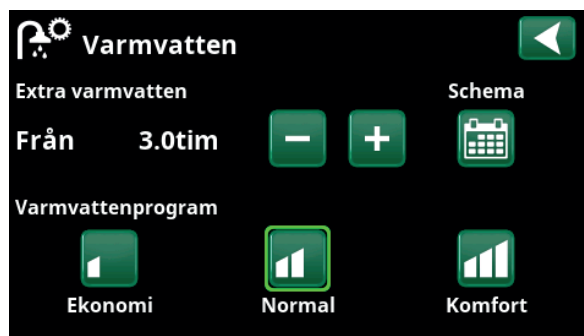 Varmvatten
Extra varmvatten Schema
Från 3.0tim
Varmvattenprogram
Ekonomi Normal Komfort